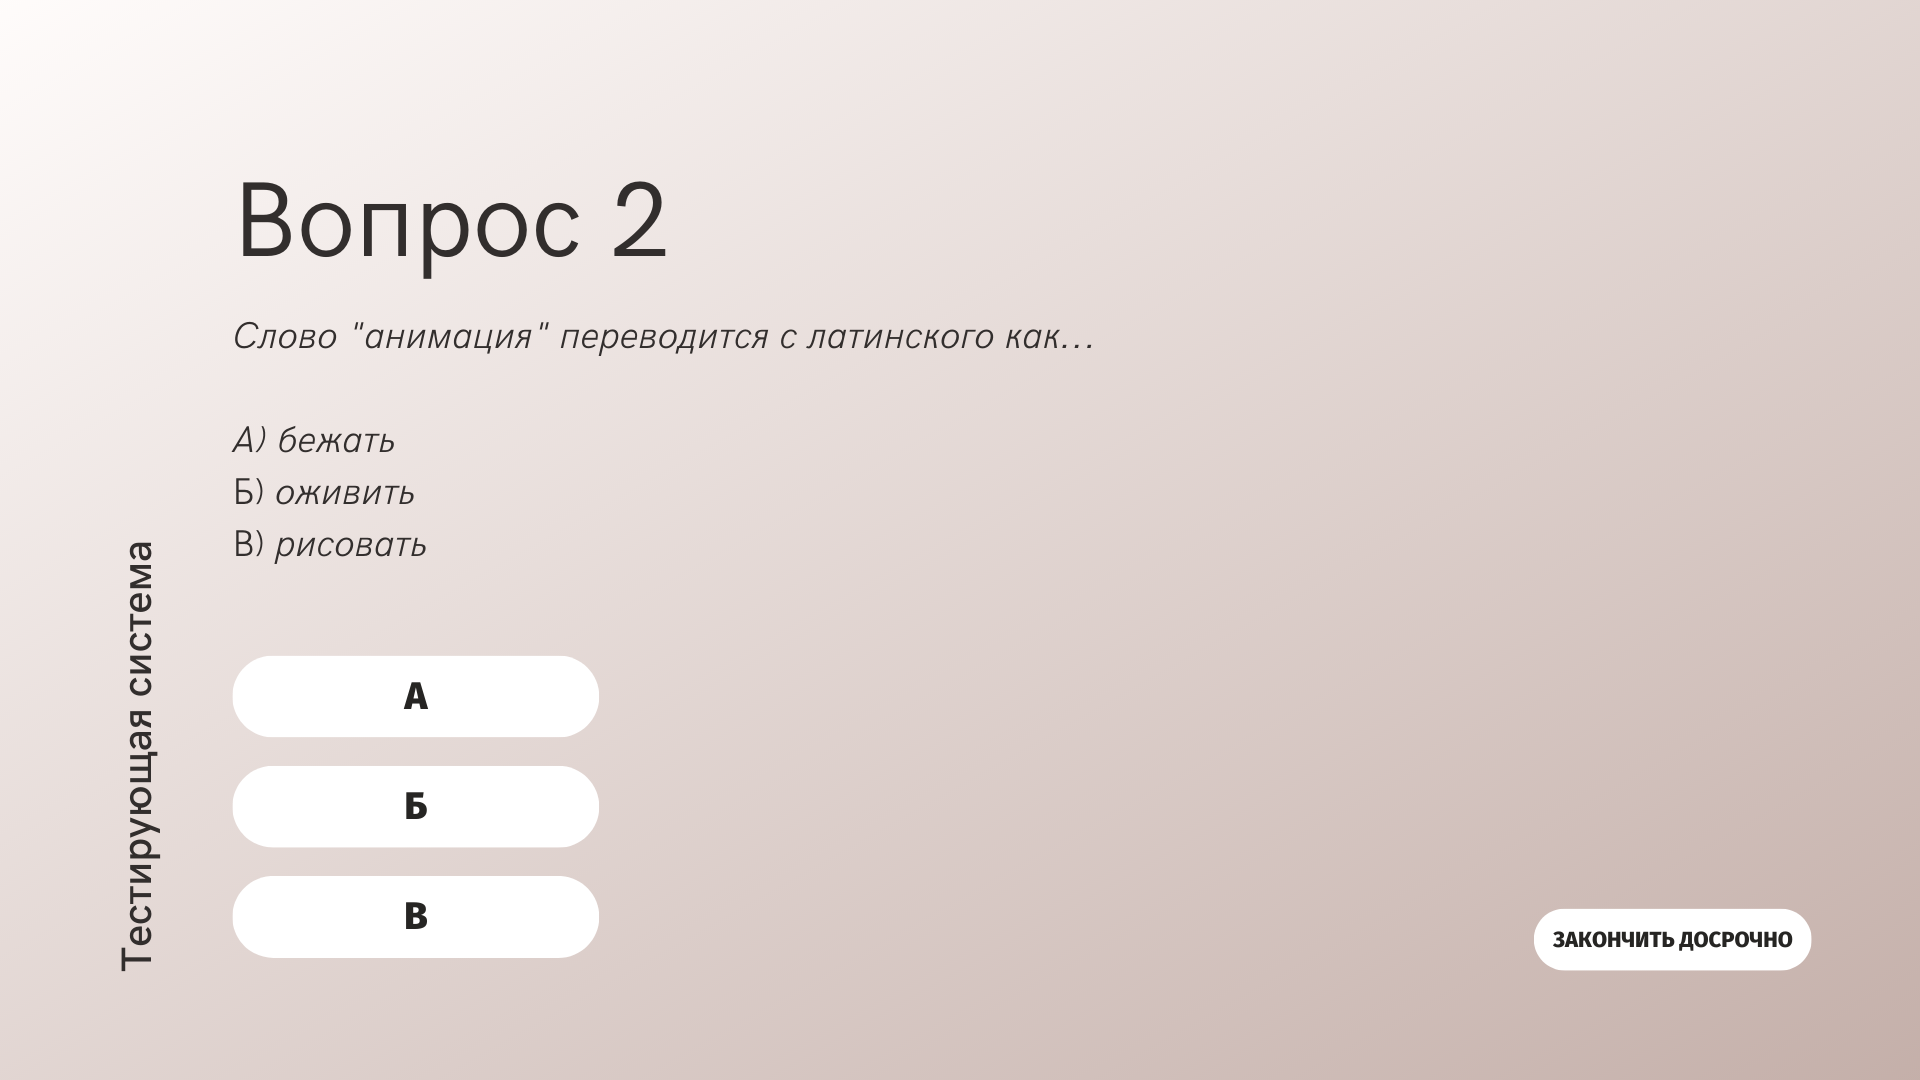 Вопрос 2
Слово "анимация" переводится с латинского как...
А) бежать
Б) оживить
В) рисовать
Тестирующая система
А
Б
В
ЗАКОНЧИТЬ ДОСРОЧНО